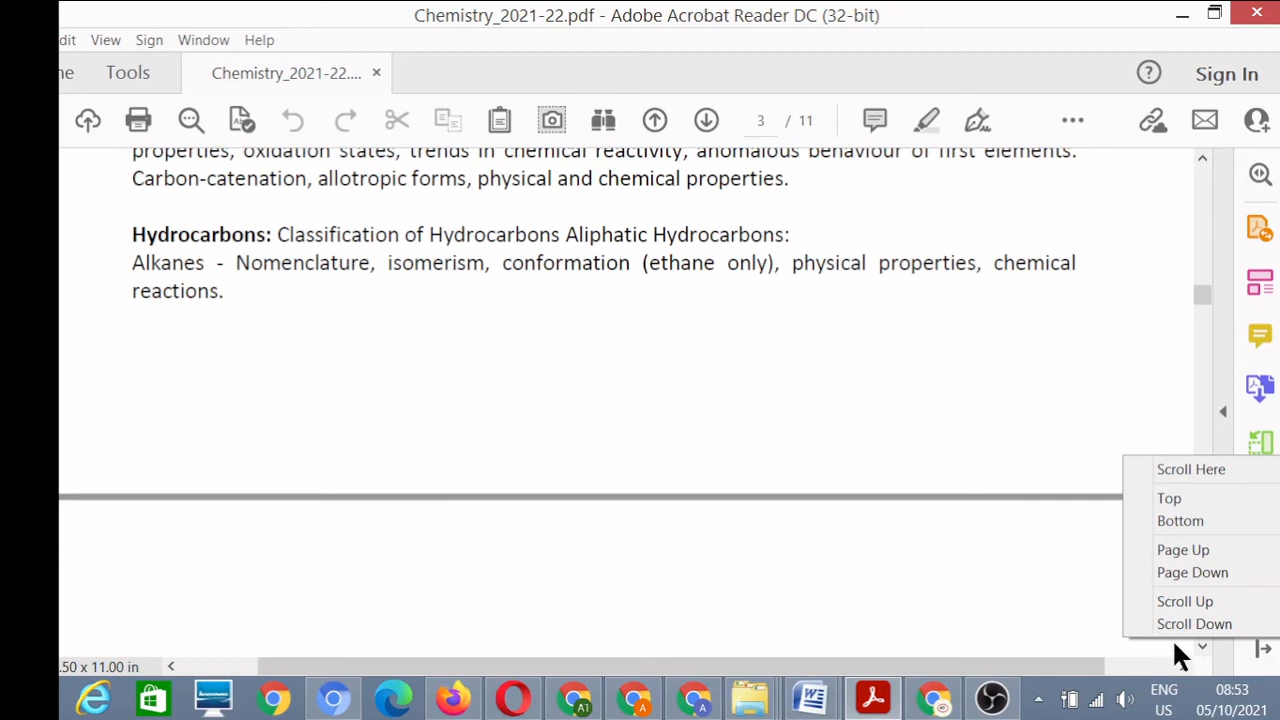 Chemistry_2021-22.pdf - Adobe Acrobat Reader DC (32-bit)
dit View Sign Window Help
me Tools Chemistry_2021-22.... × Sign In
3 / 11
properties, oxidation states, trends in chemical reactivity, anomalous behaviour of first elements.
Carbon-catenation, allotropic forms, physical and chemical properties.
Hydrocarbons: Classification of Hydrocarbons Aliphatic Hydrocarbons:
Alkanes - Nomenclature, isomerism, conformation (ethane only), physical properties, chemical
reactions.
Scroll Here
Top
Bottom
Page Up
Page Down
Scroll Up
Scroll Down
.50 x 11.00 in
ENG 08:53
US 05/10/2021